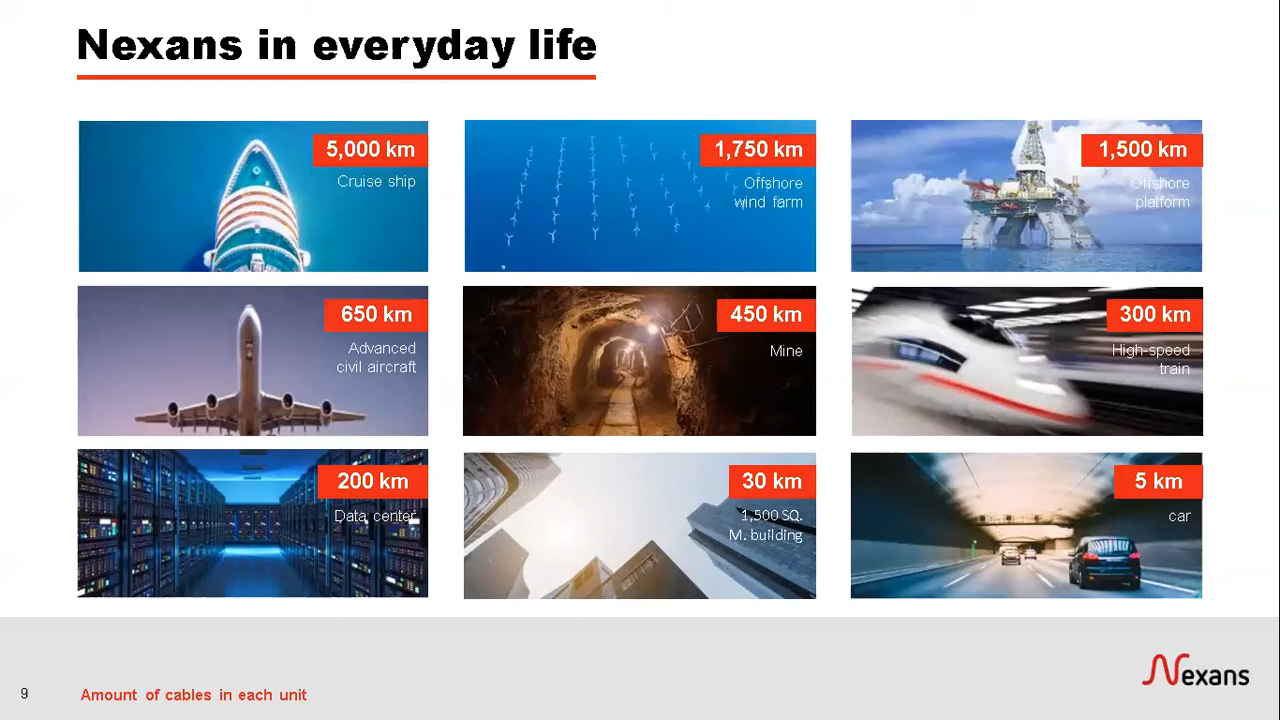 Nexans in everyday life
5,000 km
Cruise ship
1,750 km
Offshore
wind farm
1,500 km
Offshore
platform
650 km
Advanced
civil aircraft
450 km
Mine
300 km
High-speed
train
200 km
Data center
30 km
1,500 SQ.
M. building
5 km
car
9
Amount of cables in each unit
Nexans